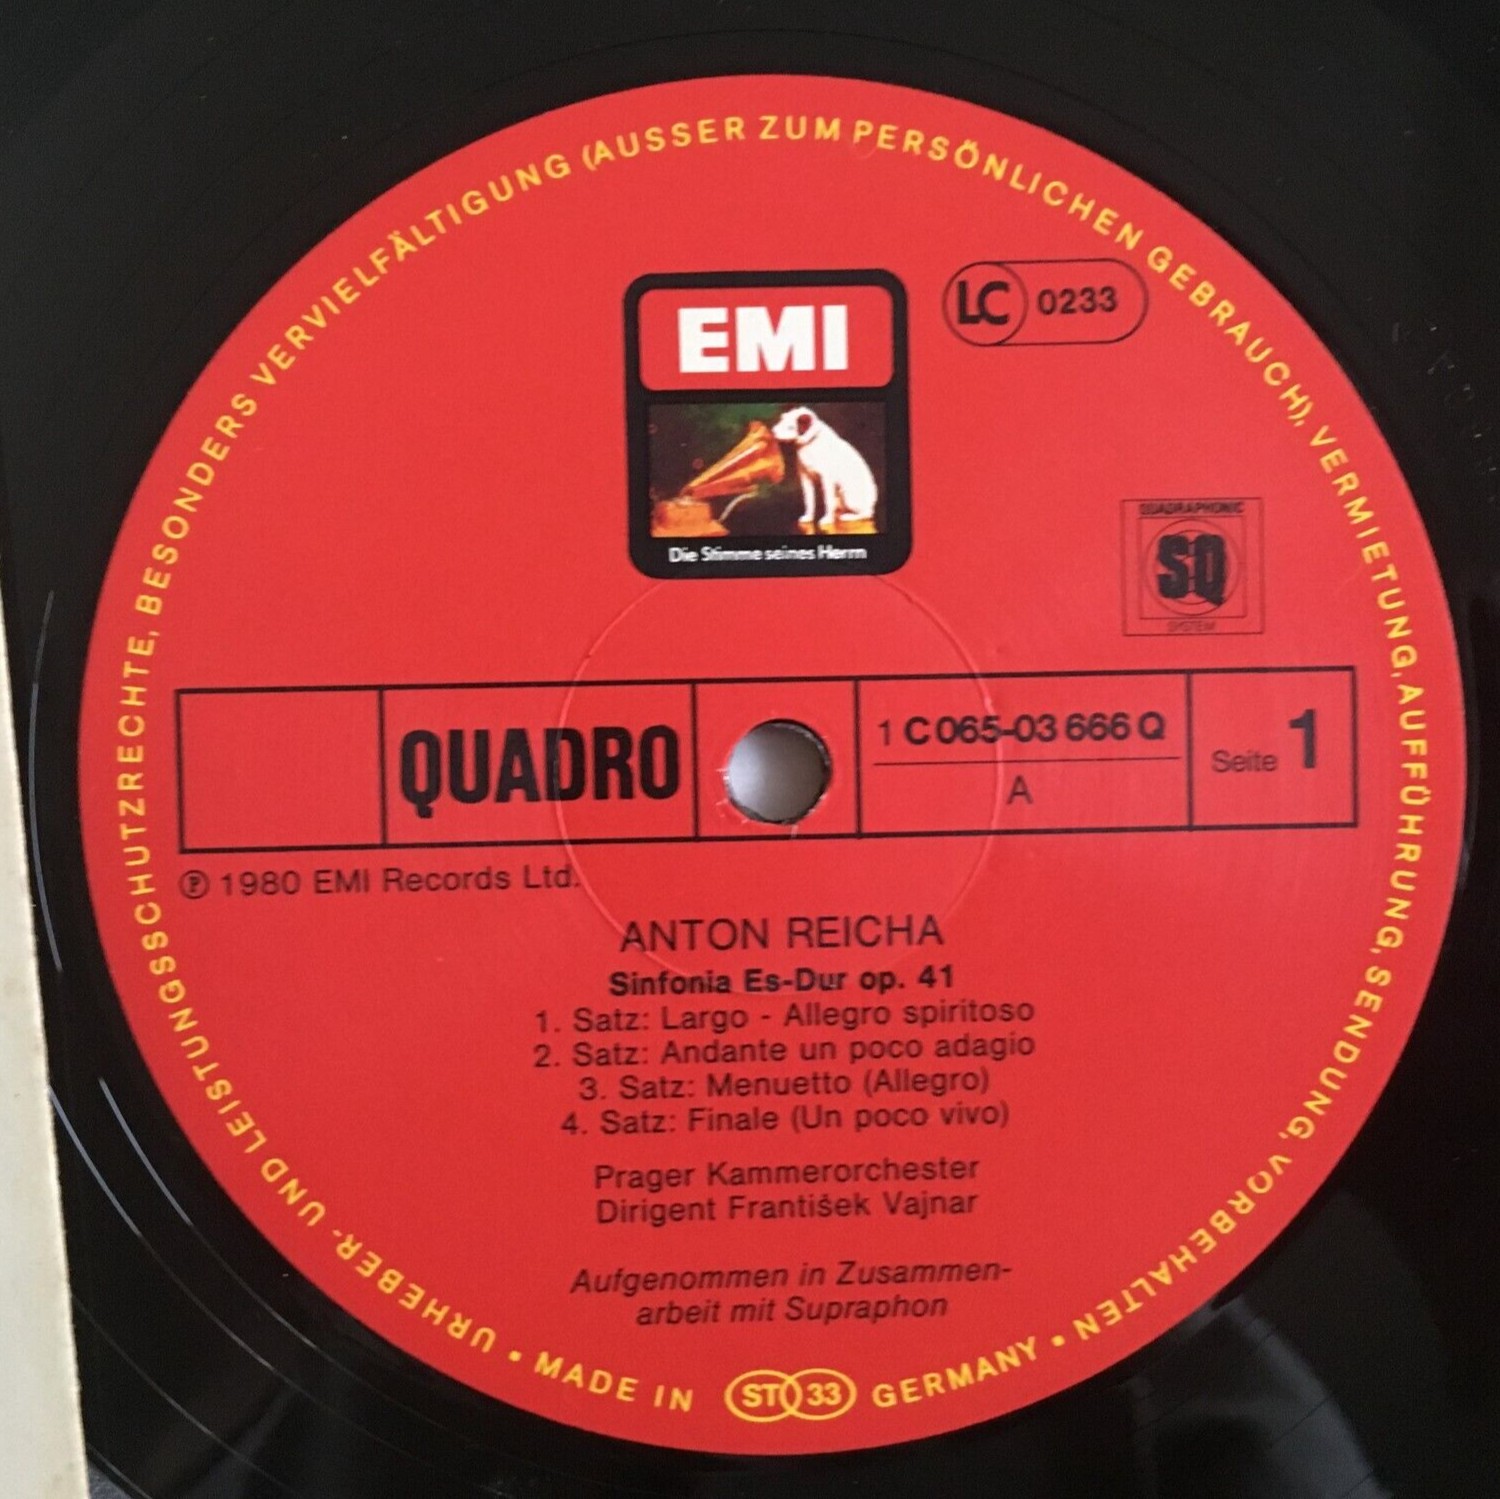 URHEBER- UND LEISTUNGSSCHUTZRECHTE, BESONDERS VERVIELFÄLTIGUNG (AUSSER ZUM PERSÖNLICHEN GEBRAUCH), VERMIETUNG, AUFFÜHRUNG, SENDUNG, VORBEHALTEN
EMI
LC 0233
Die Stimme seines Herrn
QUADRAPHONIC
SQ
SYSTEM
QUADRO
1 C 065-03 666 Q
A
Seite 1
℗ 1980 EMI Records Ltd.
ANTON REICHA
Sinfonia Es-Dur op. 41
1. Satz: Largo - Allegro spiritoso
2. Satz: Andante un poco adagio
3. Satz: Menuetto (Allegro)
4. Satz: Finale (Un poco vivo)
Prager Kammerorchester
Dirigent František Vajnar
Aufgenommen in Zusammen-
arbeit mit Supraphon
• MADE IN ST 33 GERMANY •